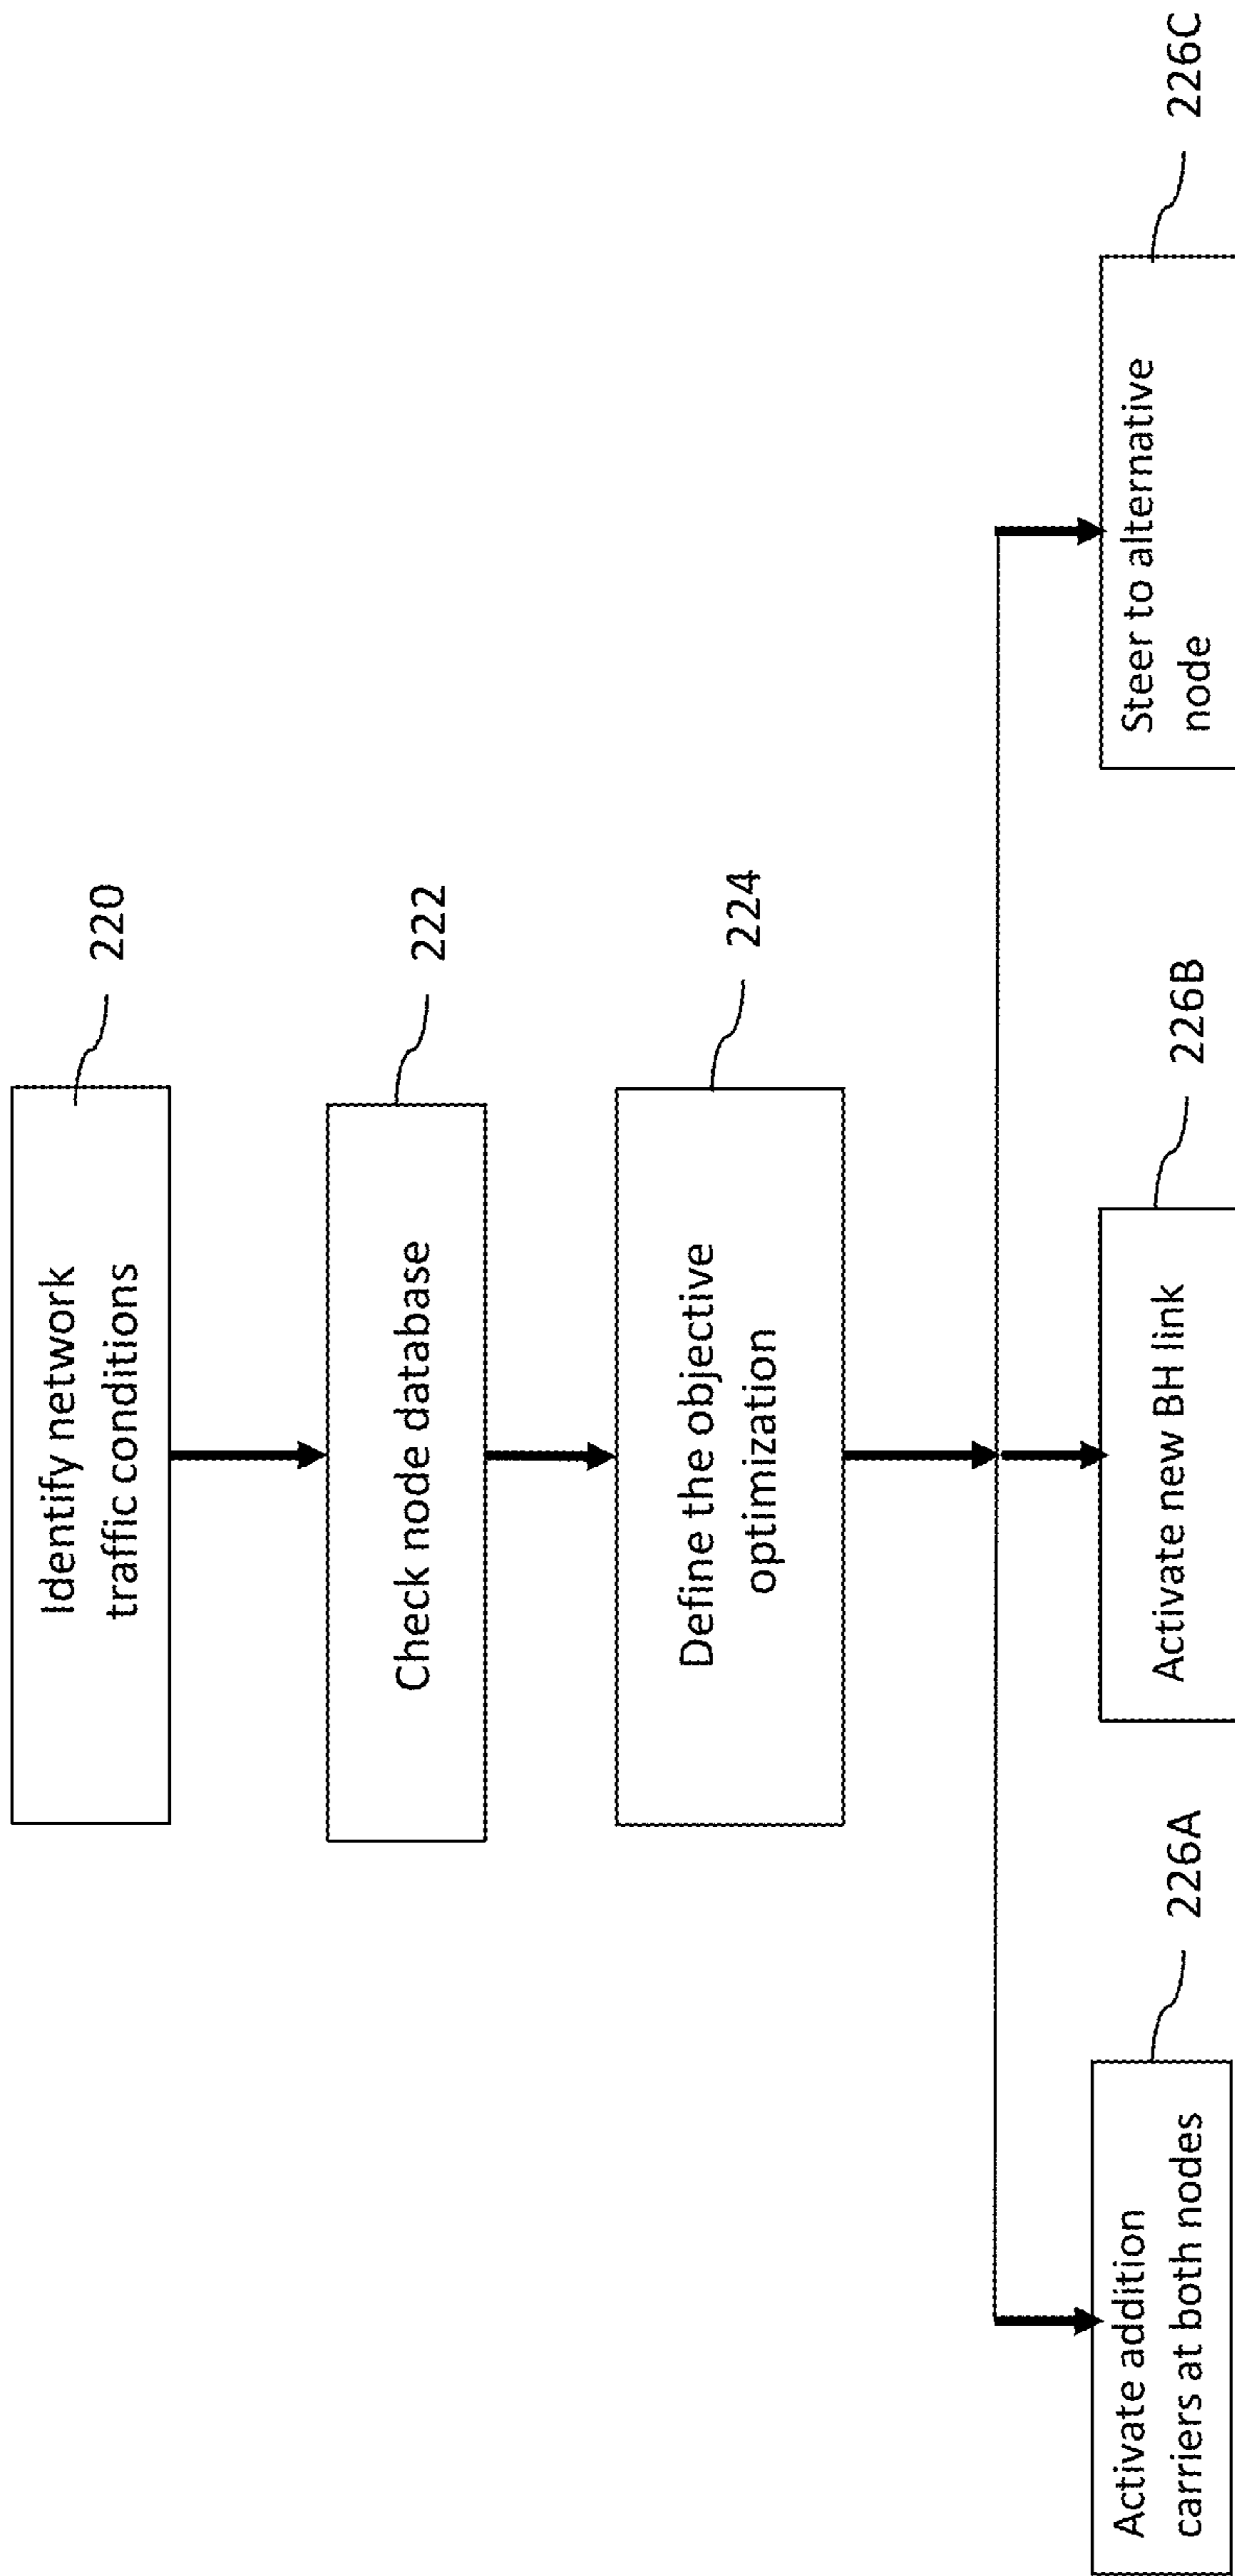 Identify network
traffic conditions
220
Check node database
222
Define the objective
optimization
224
Activate addition
carriers at both nodes
226A
Activate new BH link
226B
Steer to alternative
node
226C